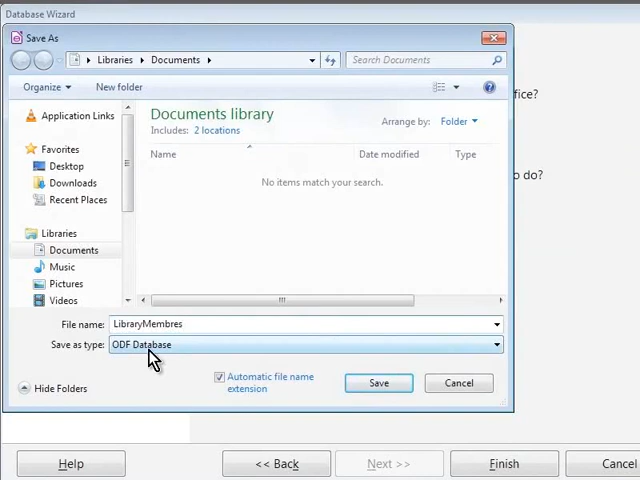 Database Wizard
Save As
Libraries Documents
Search Documents
Organize New folder
ffice?
Application Links
Favorites
Desktop
Downloads
Recent Places
Libraries
Documents
Music
Pictures
Videos
Documents library
Includes: 2 locations
Arrange by: Folder
Name Date modified Type
No items match your search.
o do?
File name: LibraryMembres
Save as type: ODF Database
Hide Folders
Automatic file name
extension
Save Cancel
Help << Back Next >> Finish Cancel